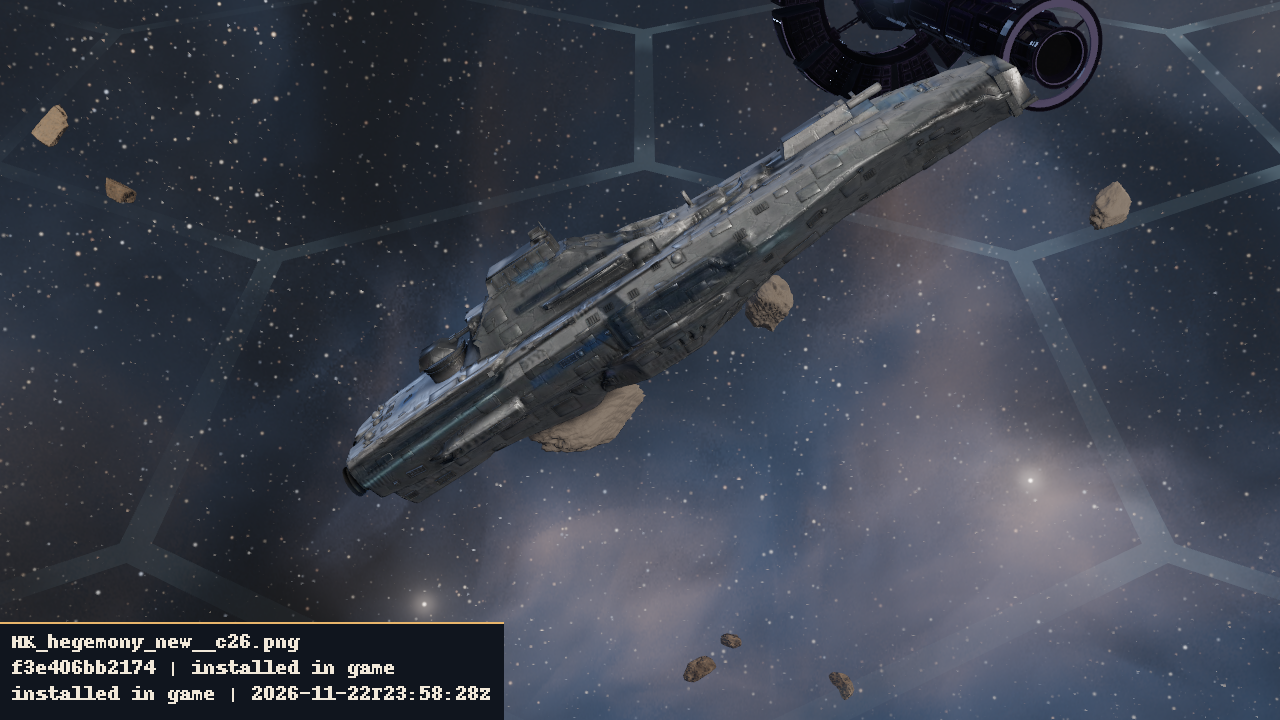 HK_hegemony_new__c26.png
f3e406bb2174 | installed in game
installed in game | 2026-11-22T23:58:28Z